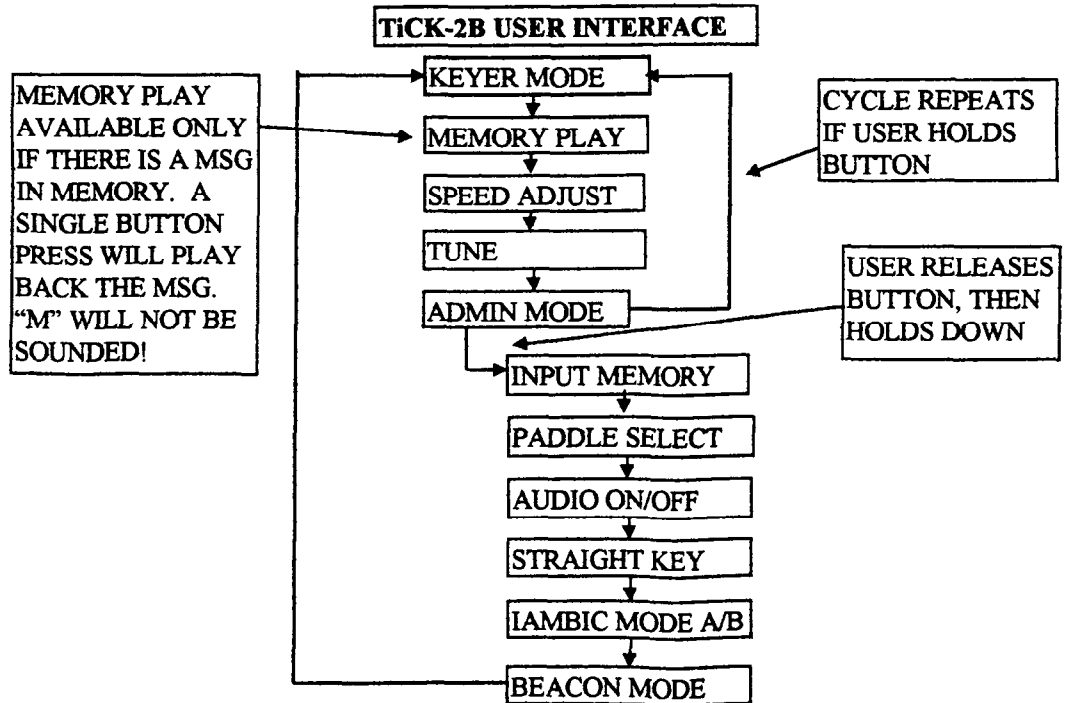 TiCK-2B USER INTERFACE
KEYER MODE
MEMORY PLAY
AVAILABLE ONLY
IF THERE IS A MSG
IN MEMORY. A
SINGLE BUTTON
PRESS WILL PLAY
BACK THE MSG.
“M” WILL NOT BE
SOUNDED!
MEMORY PLAY
SPEED ADJUST
TUNE
ADMIN MODE
CYCLE REPEATS
IF USER HOLDS
BUTTON
USER RELEASES
BUTTON, THEN
HOLDS DOWN
INPUT MEMORY
PADDLE SELECT
AUDIO ON/OFF
STRAIGHT KEY
IAMBIC MODE A/B
BEACON MODE